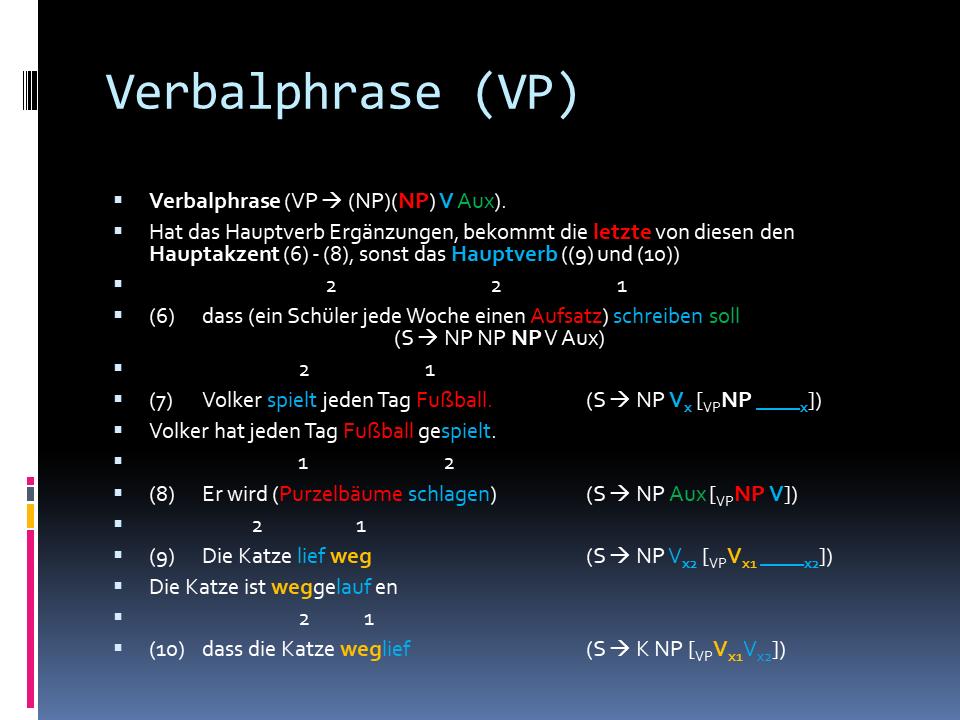 Verbalphrase (VP)
Verbalphrase (VP → (NP)(NP) V Aux).
Hat das Hauptverb Ergänzungen, bekommt die letzte von diesen den
Hauptakzent (6) - (8), sonst das Hauptverb ((9) und (10))
2 2 1
(6) dass (ein Schüler jede Woche einen Aufsatz) schreiben soll
(S → NP NP NP V Aux)
2 1
(7) Volker spielt jeden Tag Fußball. (S → NP Vx [VPNP ____x])
Volker hat jeden Tag Fußball gespielt.
1 2
(8) Er wird (Purzelbäume schlagen) (S → NP Aux [VPNP V])
2 1
(9) Die Katze lief weg (S → NP Vx2 [VPVx1 ____x2])
Die Katze ist weggelauf en
2 1
(10) dass die Katze weglief (S → K NP [VPVx1Vx2])